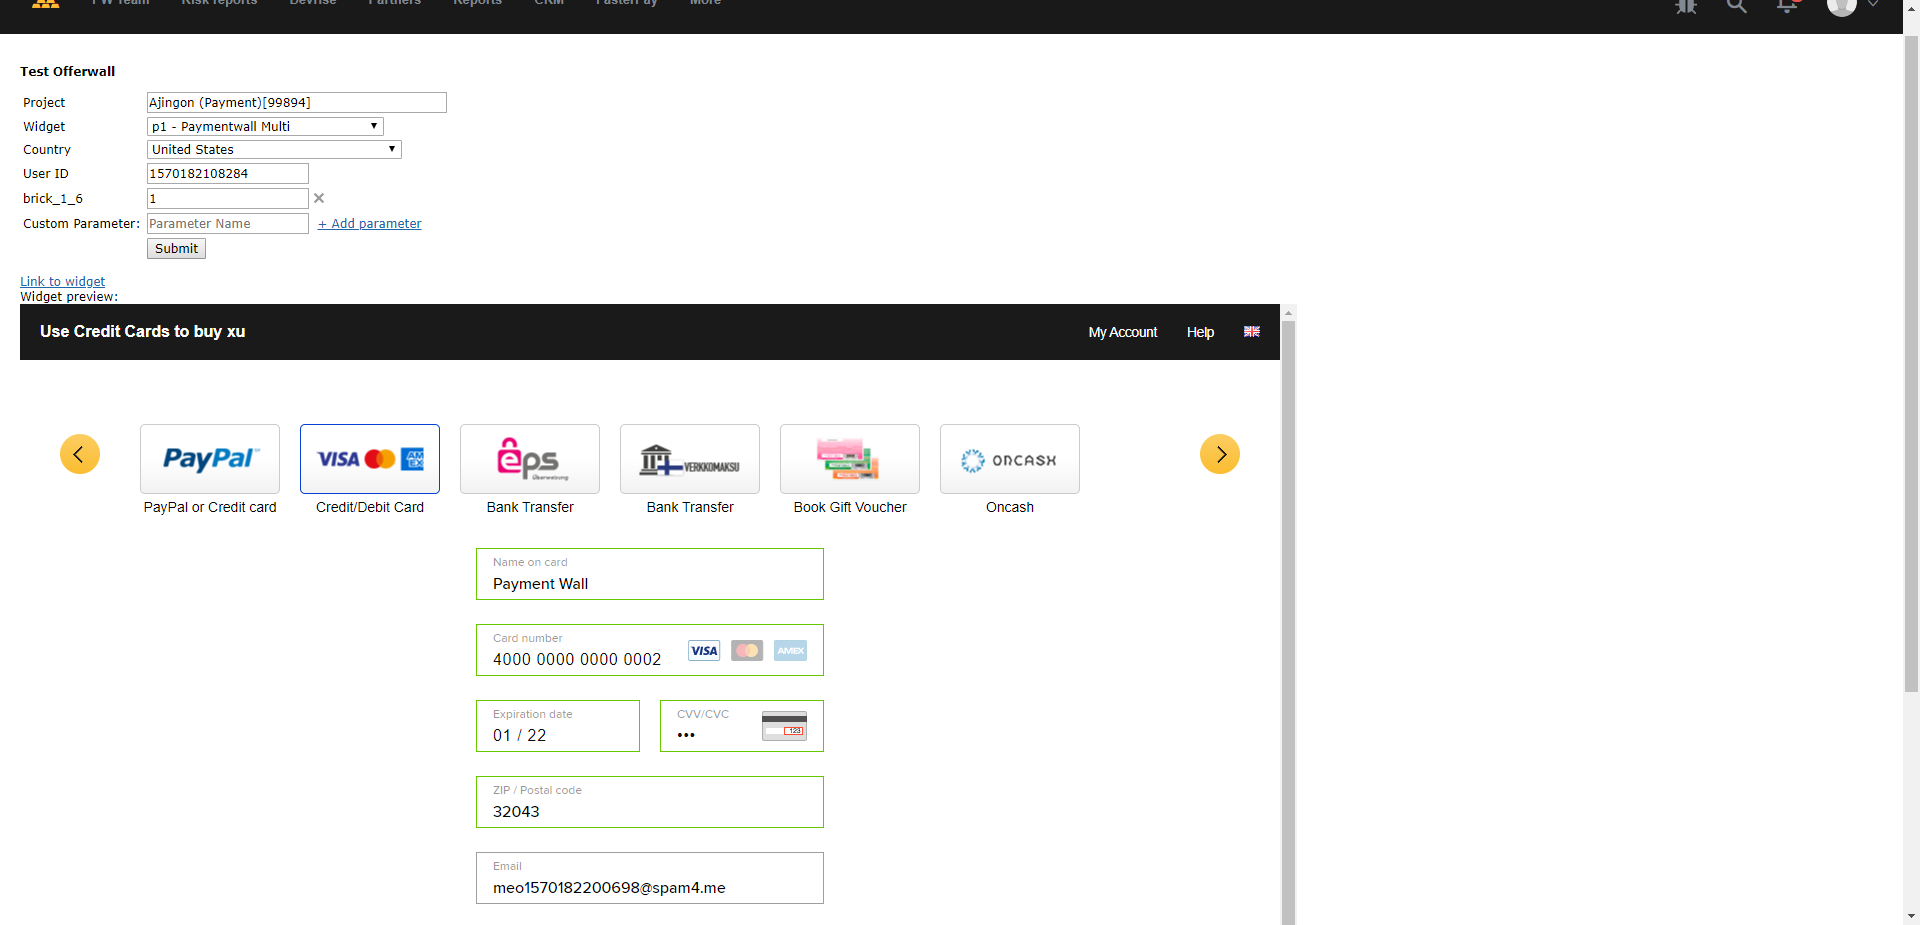 PW Team Risk reports Devrise Partners Reports CRM FasterPay More
Test Offerwall
Project Ajingon (Payment)[99894]
Widget p1 - Paymentwall Multi
Country United States
User ID 1570182108284
brick_1_6 1
Custom Parameter: Parameter Name + Add parameter
Submit
Link to widget
Widget preview:
Use Credit Cards to buy xu My Account Help
PayPal VISA AMEX eps Überweisung VERKKOMAKSU ONCASH
PayPal or Credit card Credit/Debit Card Bank Transfer Bank Transfer Book Gift Voucher Oncash
Name on card
Payment Wall
Card number
4000 0000 0000 0002 VISA AMEX
Expiration date CVV/CVC
01 / 22 ••• 123
ZIP / Postal code
32043
Email
meo1570182200698@spam4.me